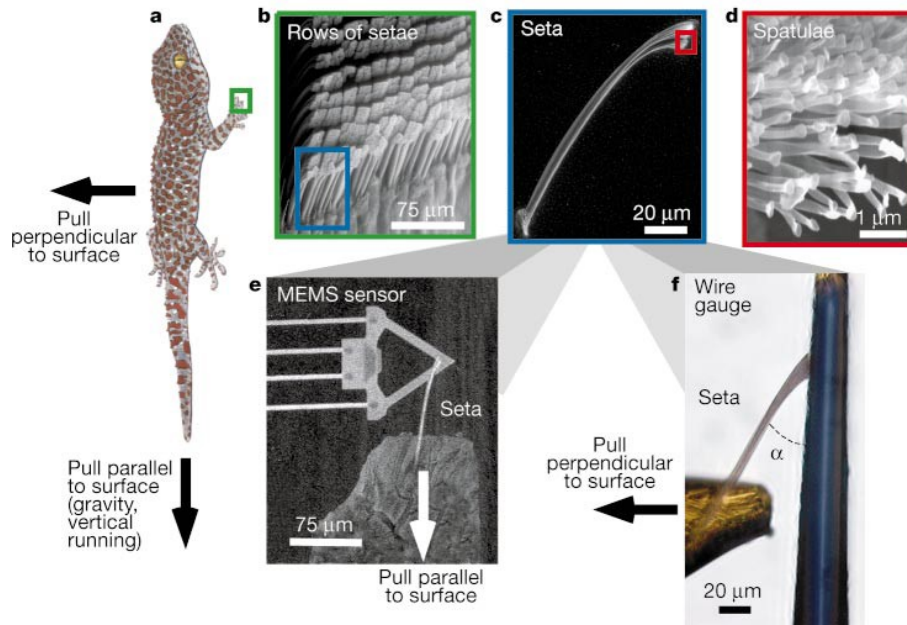 a
Pull
perpendicular
to surface
Pull parallel
to surface
(gravity,
vertical
running)
b
Rows of setae
75 µm
c
Seta
20 µm
d
Spatulae
1 µm
e
MEMS sensor
Seta
75 µm
Pull parallel
to surface
f
Wire
gauge
Seta
α
Pull
perpendicular
to surface
20 µm